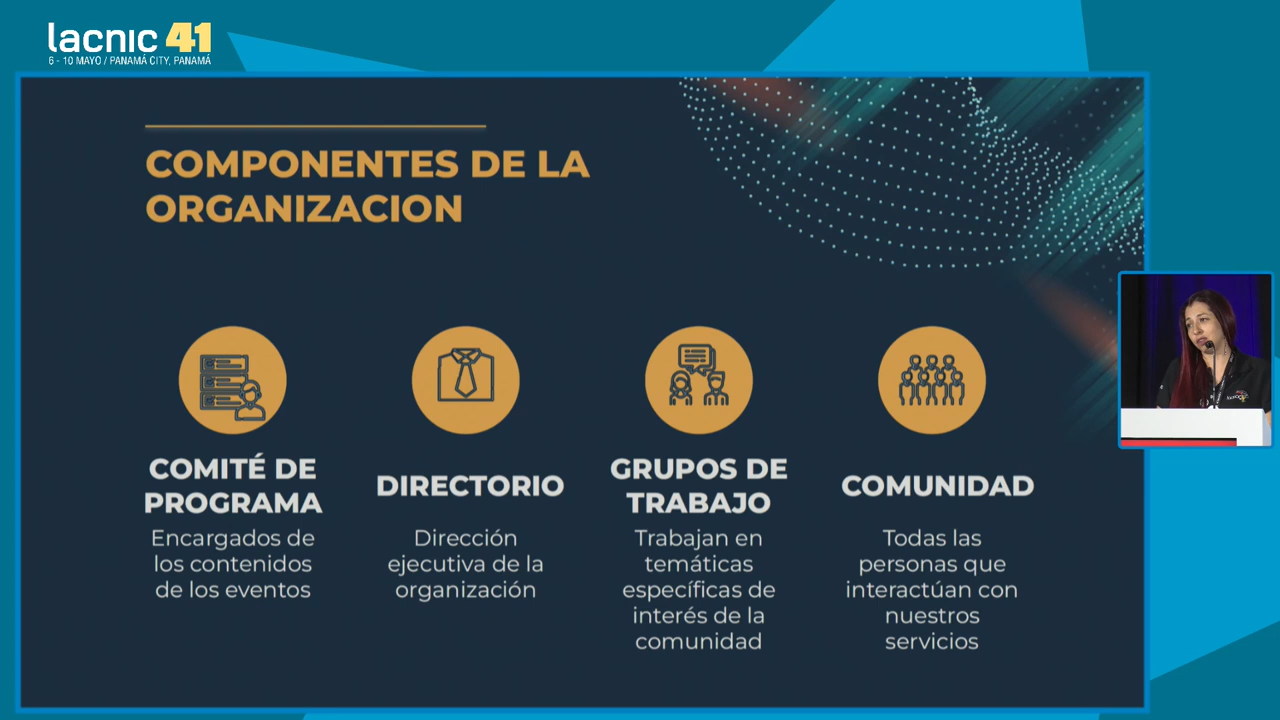 lacnic 41
6 - 10 MAYO / PANAMÁ CITY, PANAMÁ
COMPONENTES DE LA
ORGANIZACION
COMITÉ DE
PROGRAMA
Encargados de
los contenidos
de los eventos
DIRECTORIO
Dirección
ejecutiva de la
organización
GRUPOS DE
TRABAJO
Trabajan en
temáticas
específicas de
interés de la
comunidad
COMUNIDAD
Todas las
personas que
interactúan con
nuestros
servicios